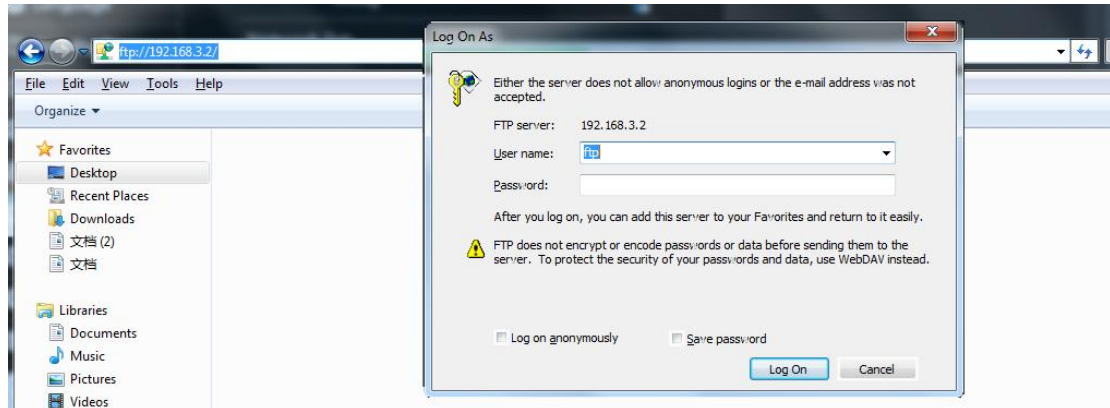 Log On As
ftp://192.168.3.2/
File Edit View Tools Help
Organize
Favorites
Desktop
Recent Places
Downloads
文档 (2)
文档
Libraries
Documents
Music
Pictures
Videos
Either the server does not allow anonymous logins or the e-mail address was not
accepted.
FTP server: 192.168.3.2
User name: ftp
Password:
After you log on, you can add this server to your Favorites and return to it easily.
FTP does not encrypt or encode passwords or data before sending them to the
server. To protect the security of your passwords and data, use WebDAV instead.
Log on anonymously
Save password
Log On
Cancel